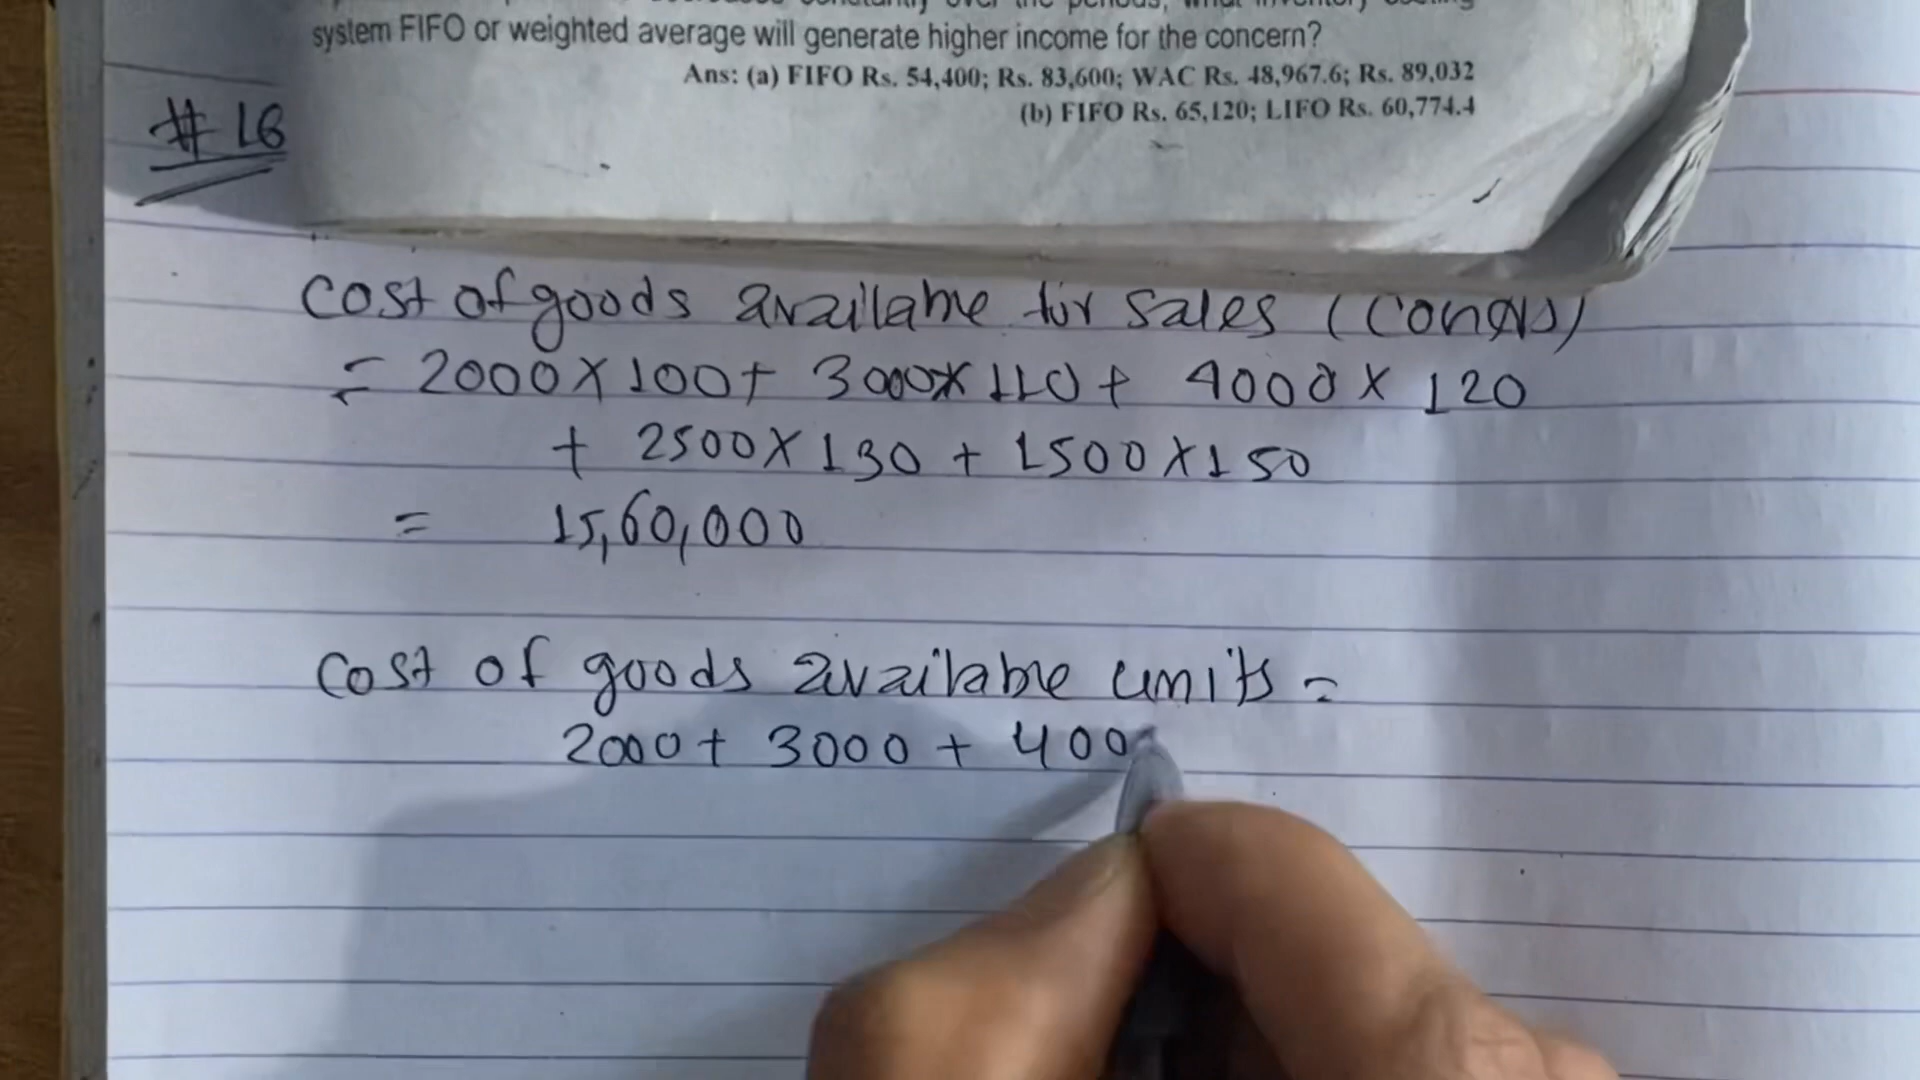 system FIFO or weighted average will generate higher income for the concern?
Ans: (a) FIFO Rs. 54,400; Rs. 83,600; WAC Rs. 48,967.6; Rs. 89,032
(b) FIFO Rs. 65,120; LIFO Rs. 60,774.4
# 16
Cost of goods available for sales
= 2000 X 100 + 3000 X 110 + 4000 X 120
+ 2500 X 130 + 1500 X 150
= 15,60,000
Cost of goods available units =
2000 + 3000 + 400